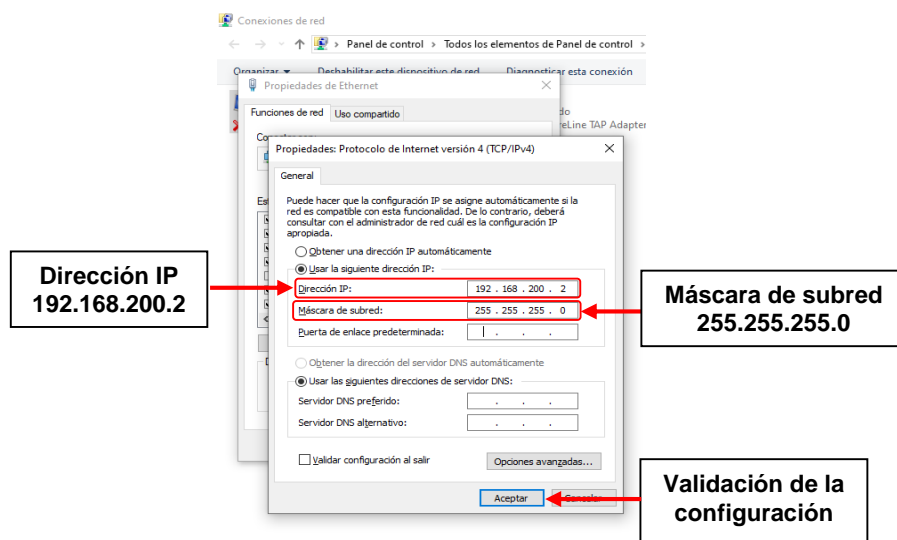 Conexiones de red
Panel de control > Todos los elementos de Panel de control >
Organizar Deshabilitar este dispositivo de red Diagnosticar esta conexión
Propiedades de Ethernet
Funciones de red Uso compartido
TAP Adapter
Propiedades: Protocolo de Internet versión 4 (TCP/IPv4)
General
Puede hacer que la configuración IP se asigne automáticamente si la
red es compatible con esta funcionalidad. De lo contrario, deberá
consultar con el administrador de red cuál es la configuración IP
apropiada.
Obtener una dirección IP automáticamente
Usar la siguiente dirección IP:
Dirección IP: 192 . 168 . 200 . 2
Máscara de subred: 255 . 255 . 255 . 0
Puerta de enlace predeterminada: . . .
Obtener la dirección del servidor DNS automáticamente
Usar las siguientes direcciones de servidor DNS:
Servidor DNS preferido: . . .
Servidor DNS alternativo: . . .
Validar configuración al salir Opciones avanzadas...
Aceptar Cancelar
Dirección IP
192.168.200.2
Máscara de subred
255.255.255.0
Validación de la
configuración